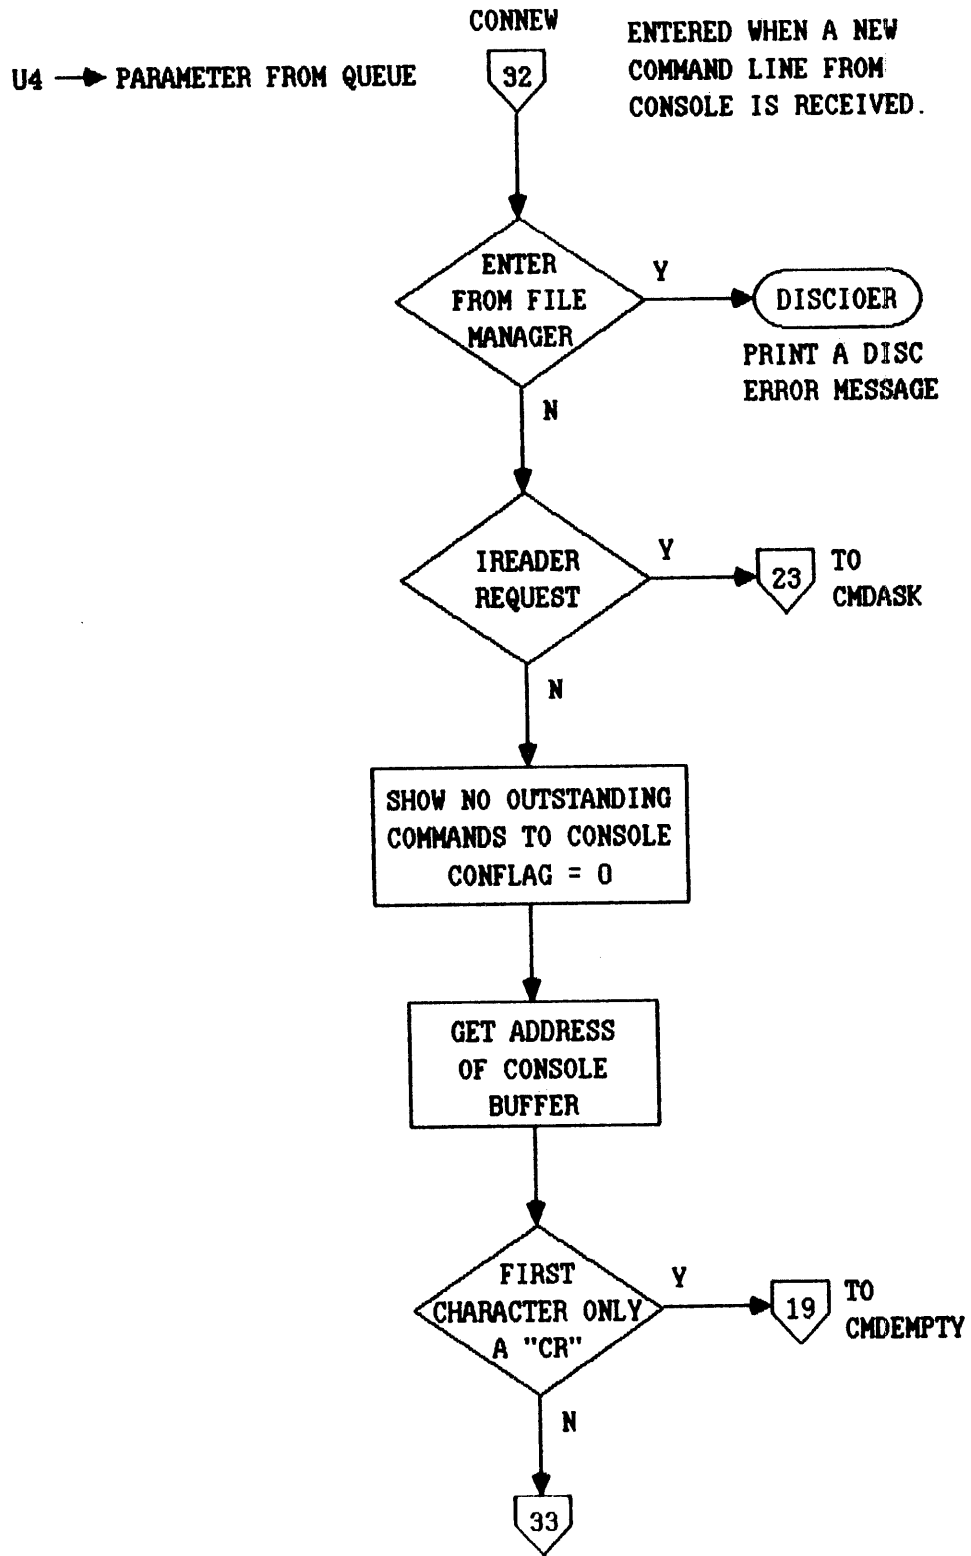 CONNEW
32
ENTERED WHEN A NEW
COMMAND LINE FROM
CONSOLE IS RECEIVED.
U4 → PARAMETER FROM QUEUE
ENTER
FROM FILE
MANAGER
Y
DISCIOER
PRINT A DISC
ERROR MESSAGE
N
IREADER
REQUEST
Y
23
TO
CMDASK
N
SHOW NO OUTSTANDING
COMMANDS TO CONSOLE
CONFLAG = 0
GET ADDRESS
OF CONSOLE
BUFFER
FIRST
CHARACTER ONLY
A "CR"
Y
19
TO
CMDEMPTY
N
33